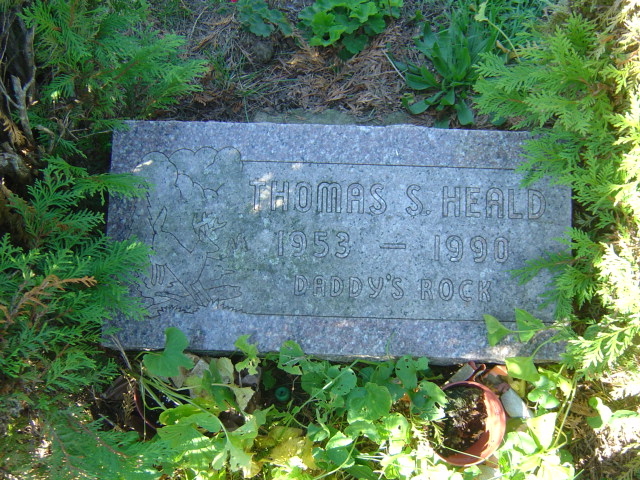 THOMAS S. HEALD
1953 — 1990
DADDY'S ROCK